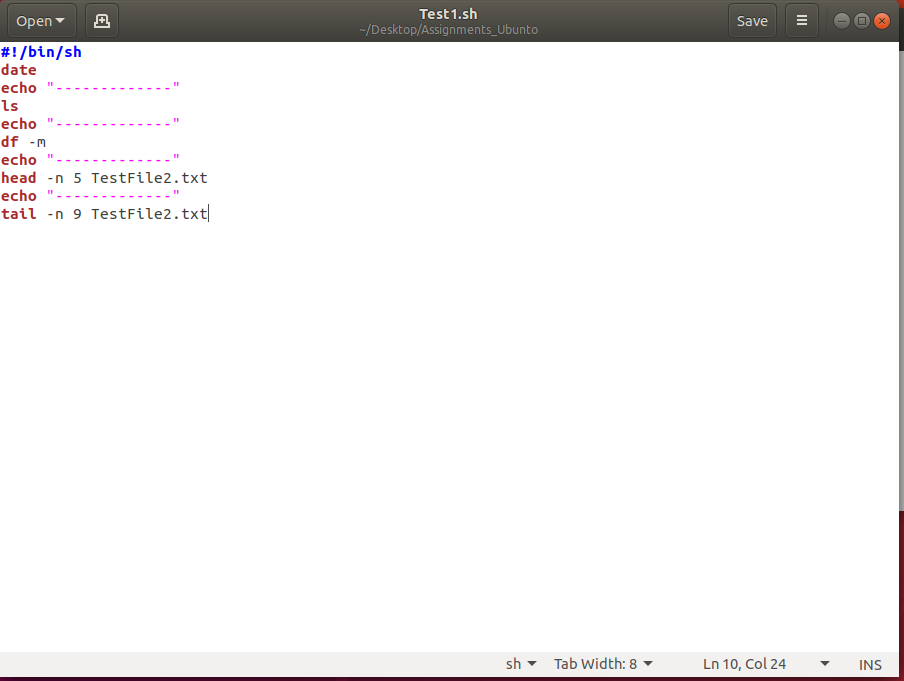 Open
Test1.sh
~/Desktop/Assignments_Ubunto
Save
#!/bin/sh
date
echo "-------------"
ls
echo "-------------"
df -m
echo "-------------"
head -n 5 TestFile2.txt
echo "-------------"
tail -n 9 TestFile2.txt
sh Tab Width: 8 Ln 10, Col 24 INS